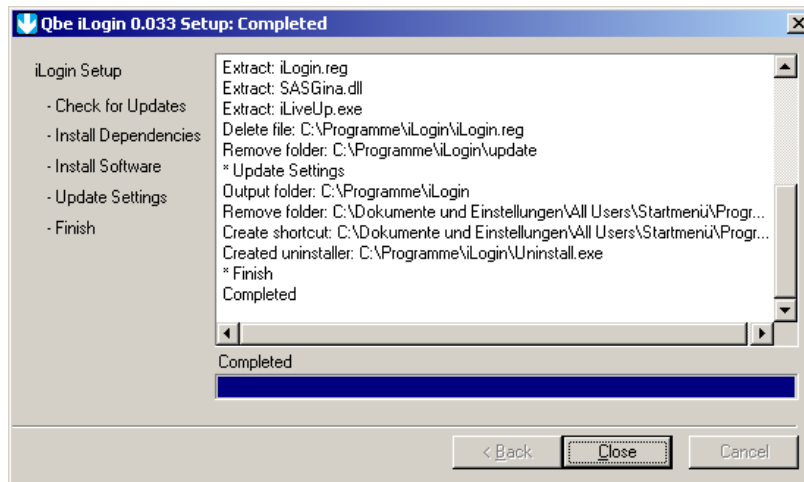 Qbe iLogin 0.033 Setup: Completed
iLogin Setup
- Check for Updates
- Install Dependencies
- Install Software
- Update Settings
- Finish
Extract: iLogin.reg
Extract: SASGina.dll
Extract: iLiveUp.exe
Delete file: C:\Programme\iLogin\iLogin.reg
Remove folder: C:\Programme\iLogin\update
* Update Settings
Output folder: C:\Programme\iLogin
Remove folder: C:\Dokumente und Einstellungen\All Users\Startmenü\Progr...
Create shortcut: C:\Dokumente und Einstellungen\All Users\Startmenü\Progr...
Created uninstaller: C:\Programme\iLogin\Uninstall.exe
* Finish
Completed
Completed
< Back
Close
Cancel